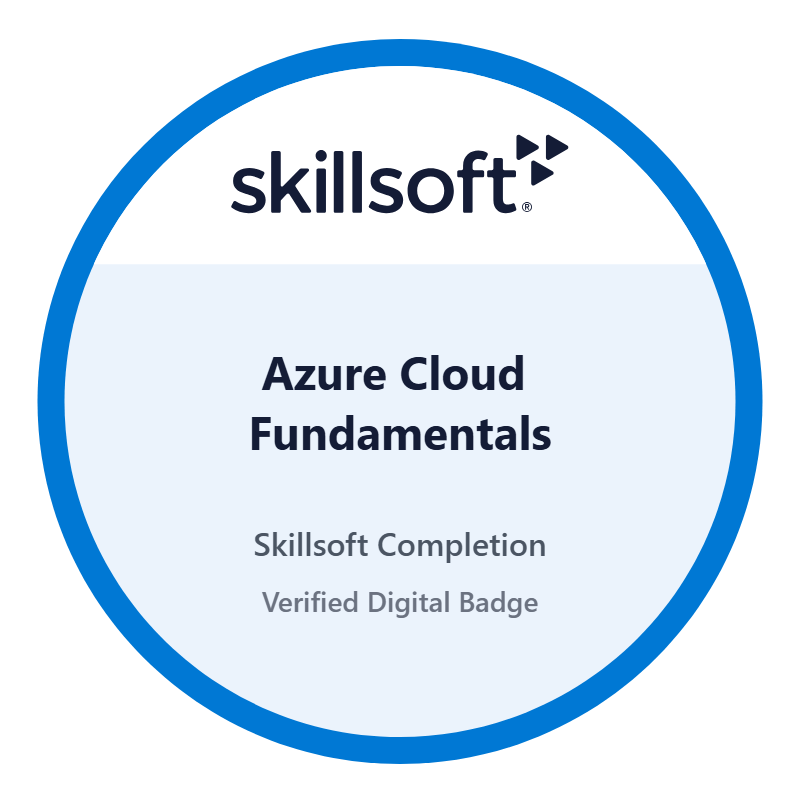 skillsoft®
Azure Cloud
Fundamentals
Skillsoft Completion
Verified Digital Badge